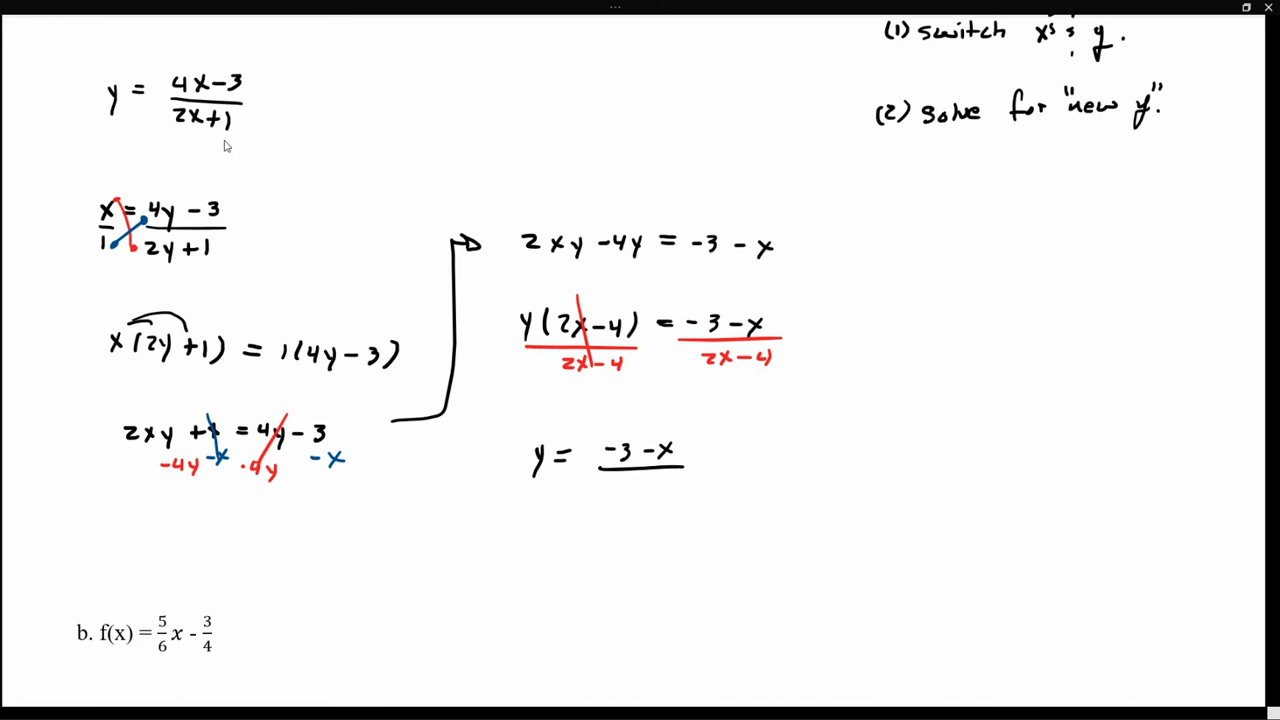 (1) switch x's y.
(2) solve for "new y".
y = 4x-3 / 2x+1
x/1 = 4y-3 / 2y+1
x(2y+1) = 1(4y-3)
2xy + x = 4y - 3
-4y -x -4y -x
2xy - 4y = -3 - x
y(2x-4) = -3-x
2x-4 2x-4
y = -3-x
b. f(x) = 5/6 x - 3/4